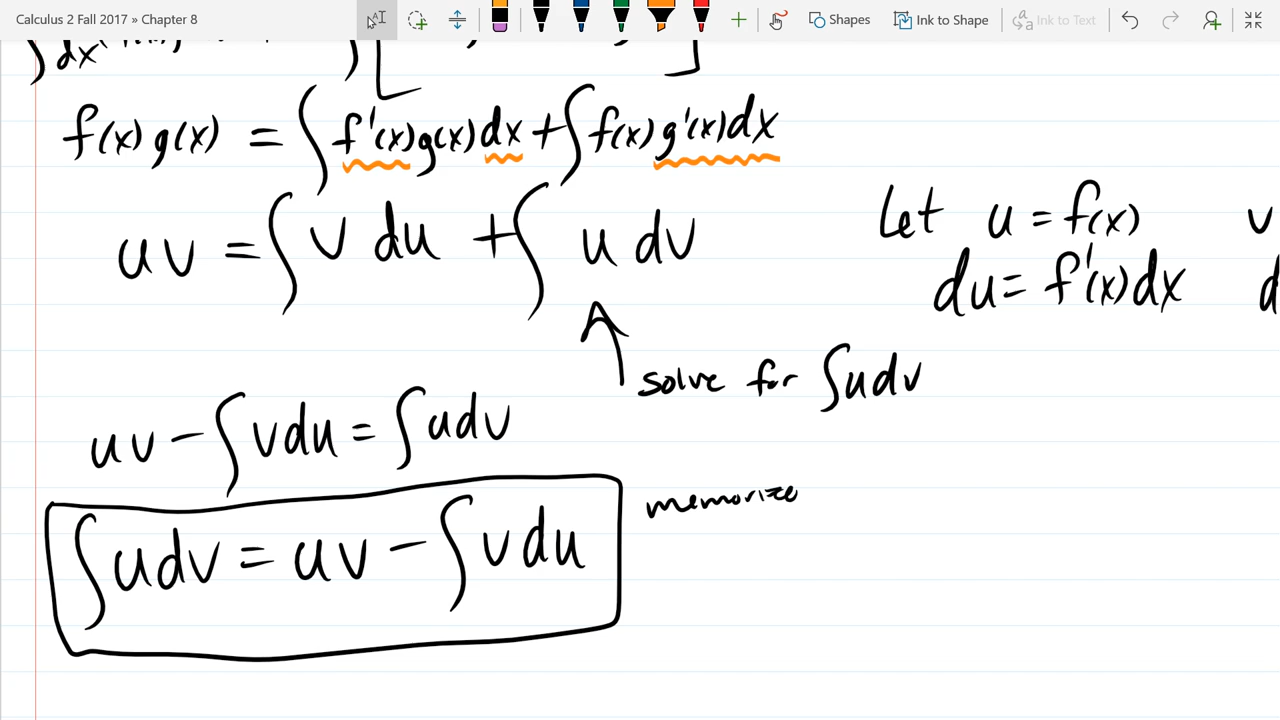 Calculus 2 Fall 2017 » Chapter 8
Shapes
Ink to Shape
Ink to Text
dx
f(x) g(x) = ∫ f'(x)g(x)dx + ∫ f(x)g'(x)dx
uv = ∫ v du + ∫ u dv
Let u = f(x) v
du = f'(x)dx d
solve for ∫udv
uv - ∫vdu = ∫udv
memorize
∫udv = uv - ∫vdu